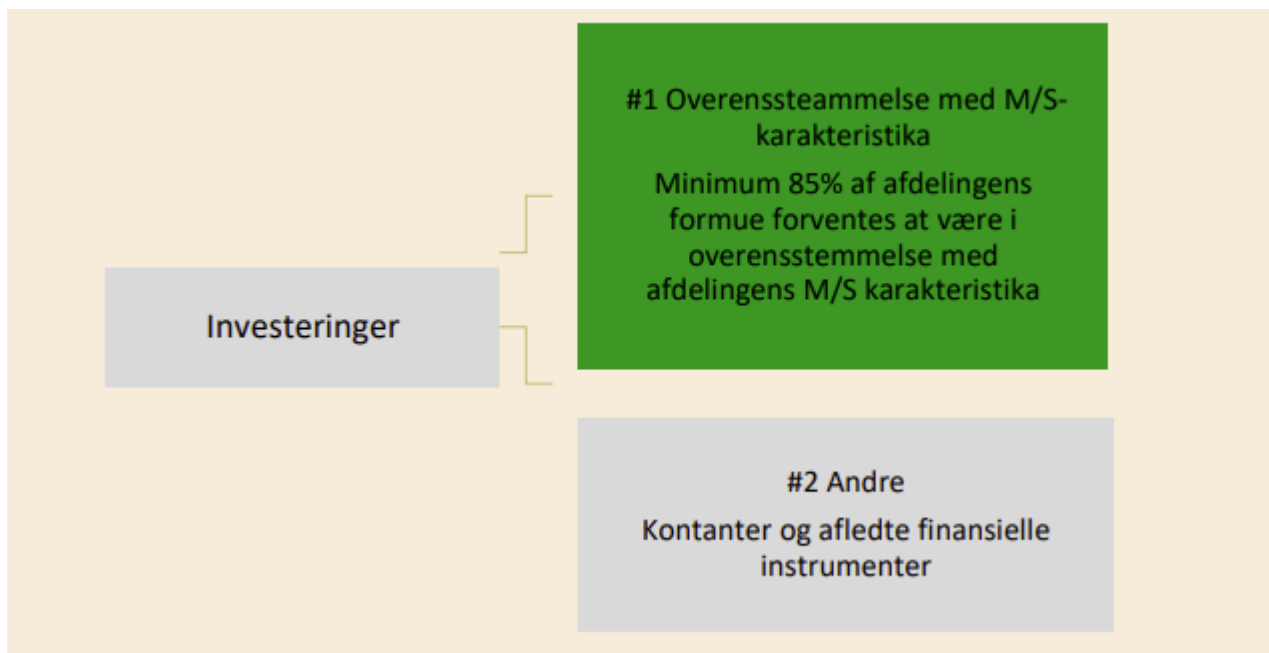 #1 Overenssteammelse med M/S-
karakteristika
Minimum 85% af afdelingens
formue forventes at være i
overensstemmelse med
afdelingens M/S karakteristika
Investeringer
#2 Andre
Kontanter og afledte finansielle
instrumenter